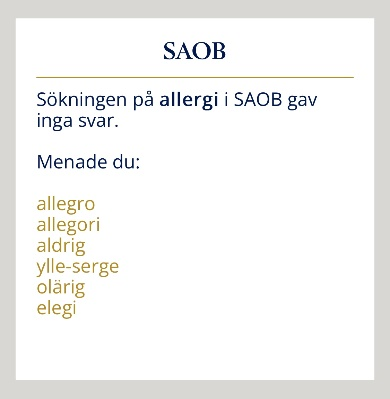 SAOB
Sökningen på allergi i SAOB gav
inga svar.
Menade du:
allegro
allegori
aldrig
ylle-serge
olärig
elegi